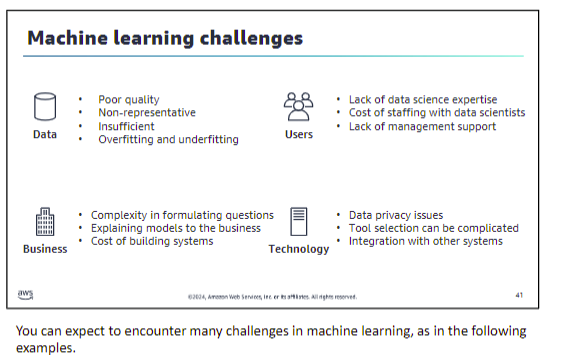 Machine learning challenges
Data
• Poor quality
• Non-representative
• Insufficient
• Overfitting and underfitting
Users
• Lack of data science expertise
• Cost of staffing with data scientists
• Lack of management support
Business
• Complexity in formulating questions
• Explaining models to the business
• Cost of building systems
Technology
• Data privacy issues
• Tool selection can be complicated
• Integration with other systems
aws
©2024, Amazon Web Services, Inc. or its affiliates. All rights reserved.
41
You can expect to encounter many challenges in machine learning, as in the following
examples.